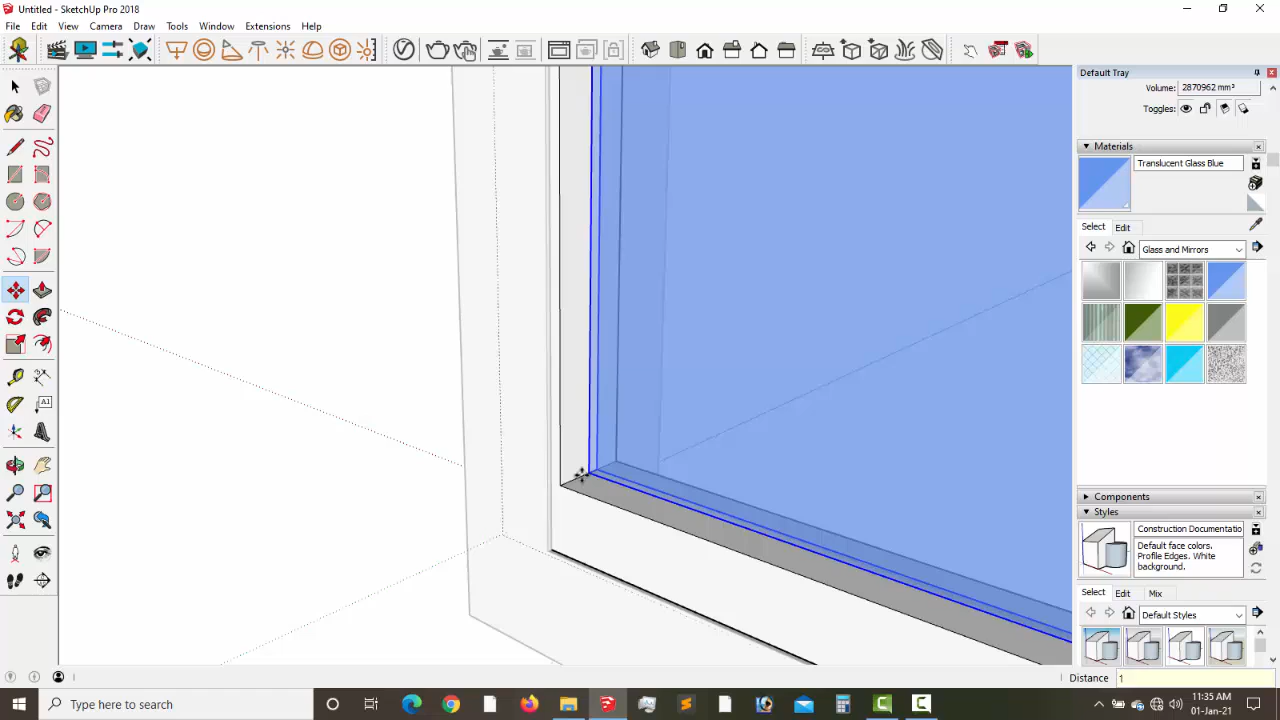 Untitled - SketchUp Pro 2018
File Edit View Camera Draw Tools Window Extensions Help
Default Tray
Volume: 2870962 mm³
Toggles:
Materials
Translucent Glass Blue
Select Edit
Glass and Mirrors
A1
Components
Styles
Construction Documentatio
Default face colors. Profile Edges. White background.
Select Edit Mix
Default Styles
Distance 1
Type here to search
11:35 AM
01-Jan-21